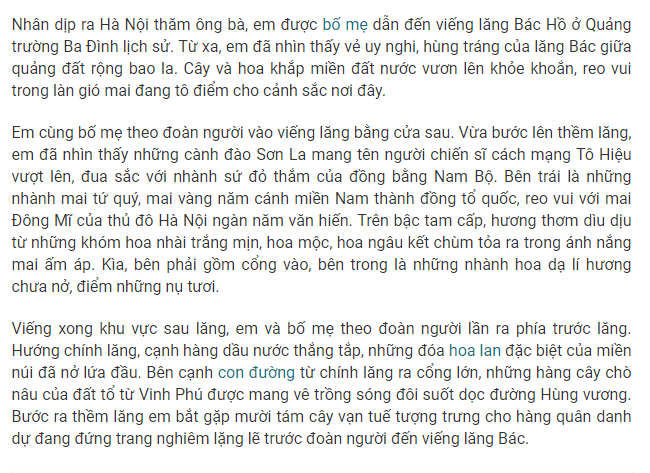 Nhân dịp ra Hà Nội thăm ông bà, em được bố mẹ dẫn đến viếng lăng Bác Hồ ở Quảng
trường Ba Đình lịch sử. Từ xa, em đã nhìn thấy vẻ uy nghi, hùng tráng của lăng Bác giữa
quảng đất rộng bao la. Cây và hoa khắp miền đất nước vươn lên khỏe khoắn, reo vui
trong làn gió mai đang tô điểm cho cảnh sắc nơi đây.
Em cùng bố mẹ theo đoàn người vào viếng lăng bằng cửa sau. Vừa bước lên thềm lăng,
em đã nhìn thấy những cành đào Sơn La mang tên người chiến sĩ cách mạng Tô Hiệu
vượt lên, đua sắc với nhành sứ đỏ thắm của đồng bằng Nam Bộ. Bên trái là những
nhành mai tứ quý, mai vàng năm cánh miền Nam thành đồng tổ quốc, reo vui với mai
Đông Mĩ của thủ đô Hà Nội ngàn năm văn hiến. Trên bậc tam cấp, hương thơm dìu dịu
từ những khóm hoa nhài trắng mịn, hoa mộc, hoa ngâu kết chùm tỏa ra trong ánh nắng
mai ấm áp. Kìa, bên phải gồm cổng vào, bên trong là những nhành hoa dạ lí hương
chưa nở, điểm những nụ tươi.
Viếng xong khu vực sau lăng, em và bố mẹ theo đoàn người lần ra phía trước lăng.
Hướng chính lăng, cạnh hàng dầu nước thẳng tắp, những đóa hoa lan đặc biệt của miền
núi đã nở lứa đầu. Bên cạnh con đường từ chính lăng ra cổng lớn, những hàng cây chò
nâu của đất tổ từ Vinh Phú được mang vê trồng sóng đôi suốt dọc đường Hùng vương.
Bước ra thềm lăng em bắt gặp mười tám cây vạn tuế tượng trưng cho hàng quân danh
dự đang đứng trang nghiêm lặng lẽ trước đoàn người đến viếng lăng Bác.